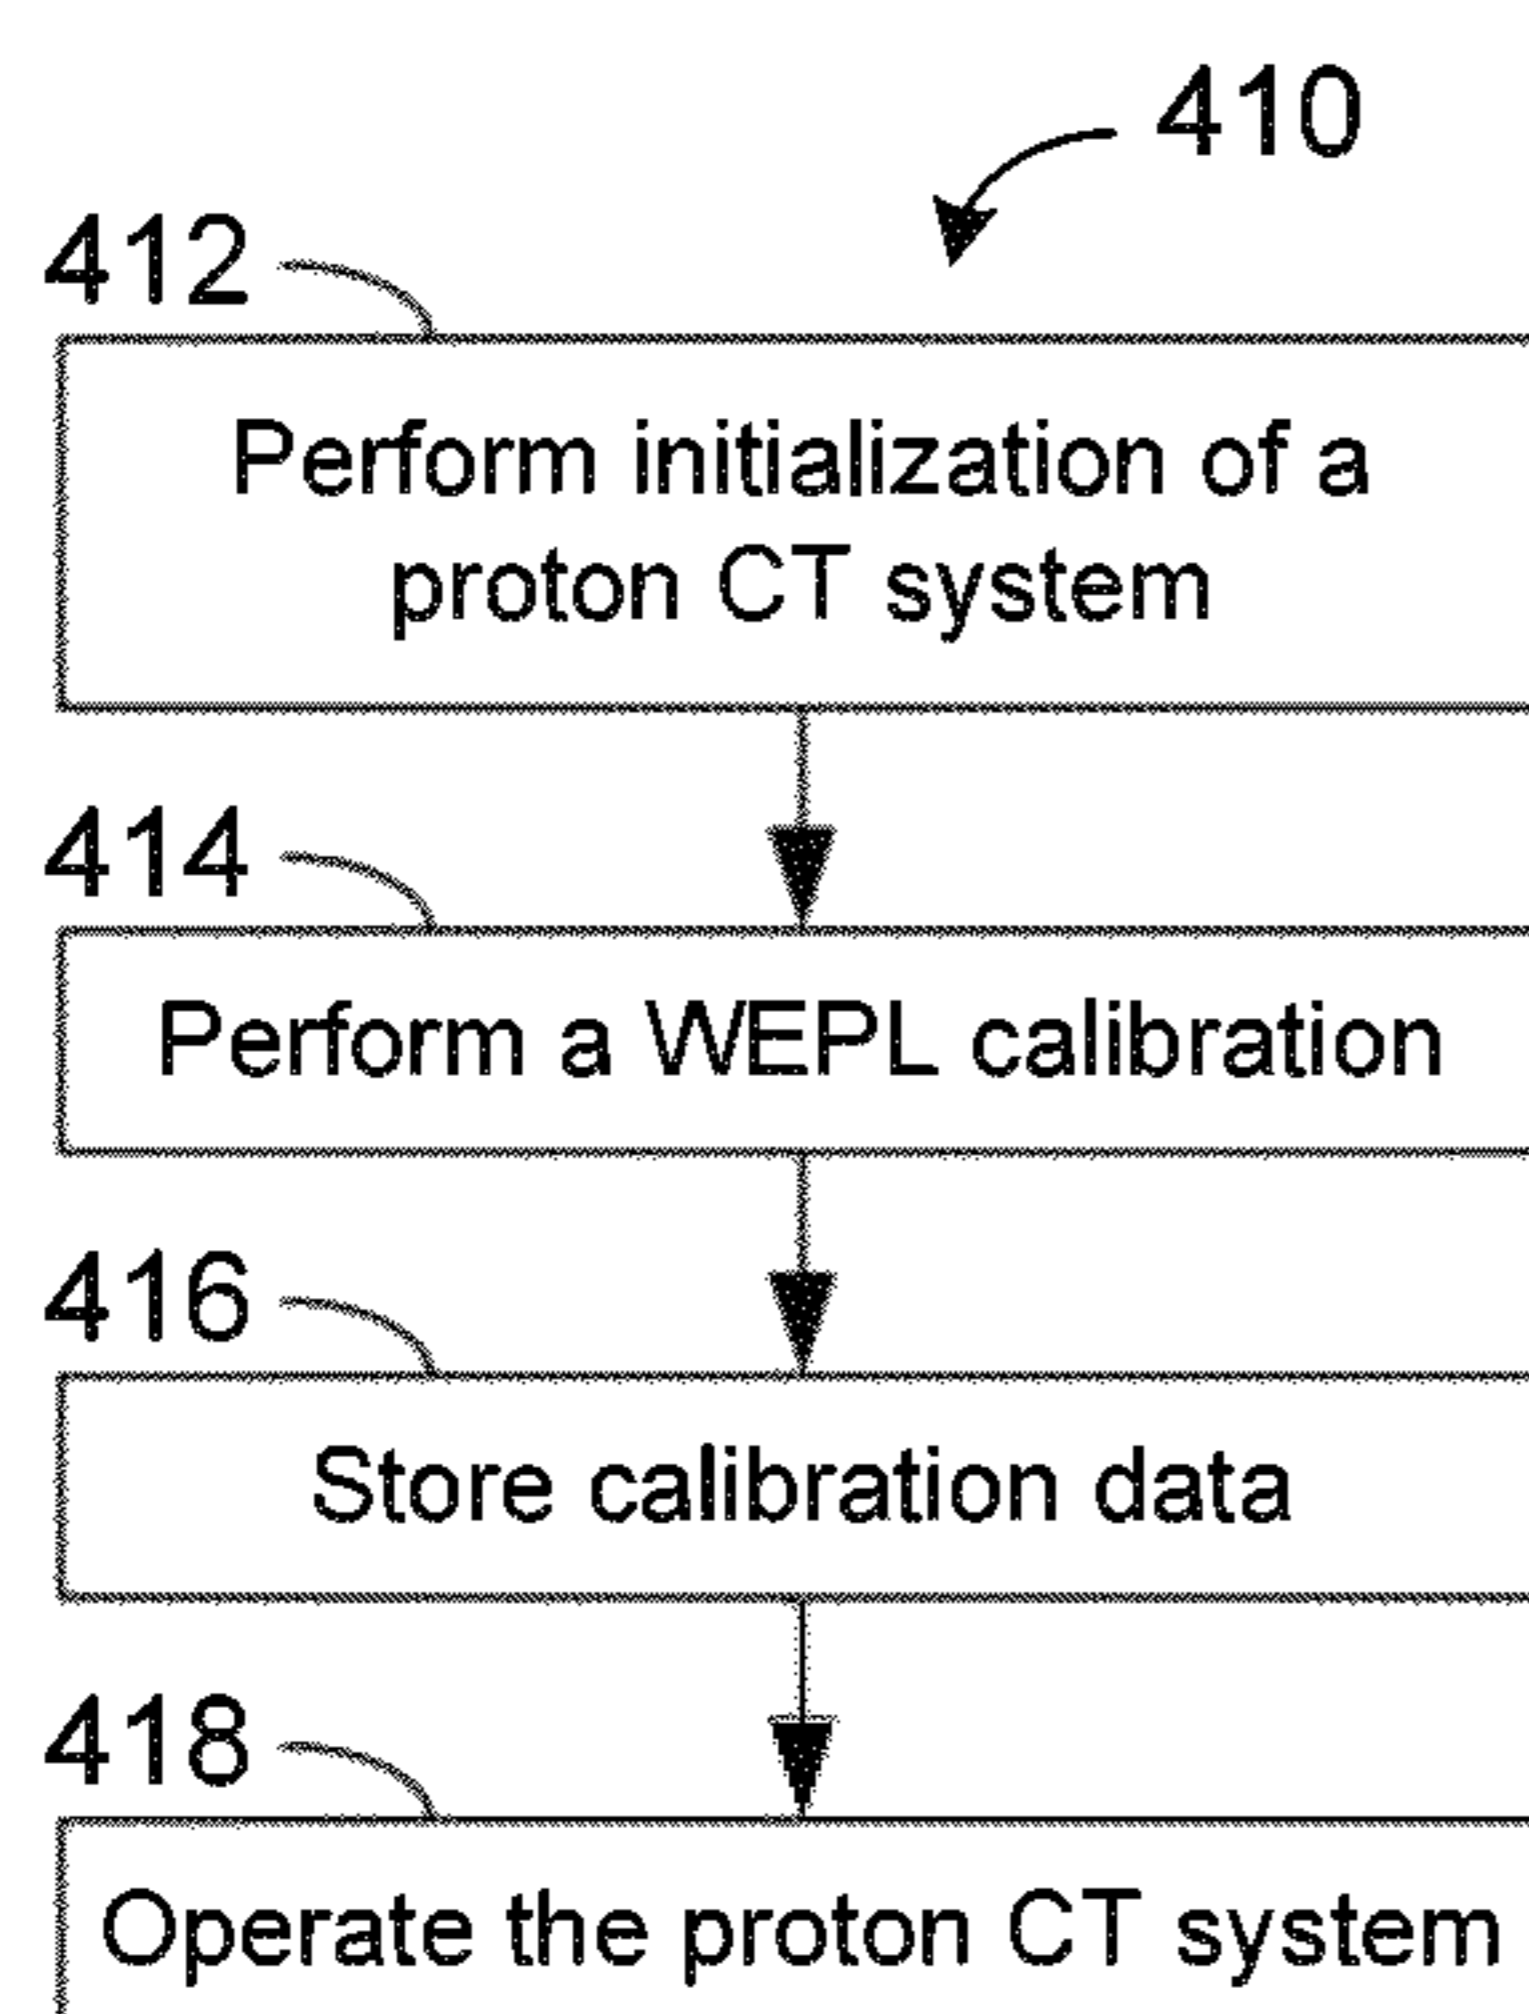 410
412
Perform initialization of a
proton CT system
414
Perform a WEPL calibration
416
Store calibration data
418
Operate the proton CT system